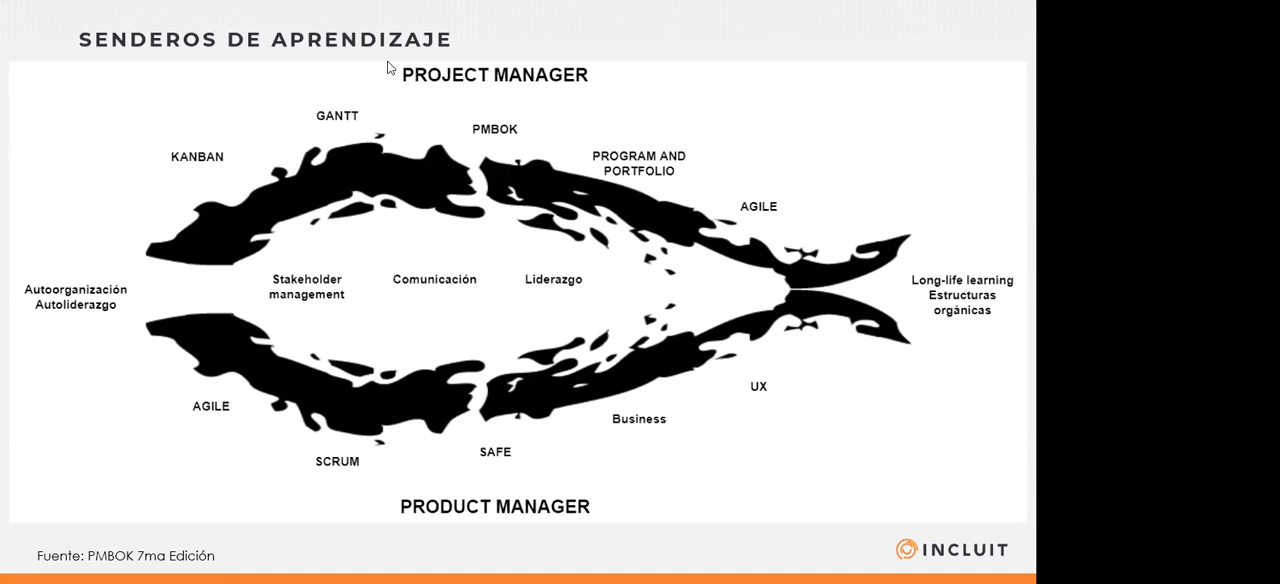 SENDEROS DE APRENDIZAJE
PROJECT MANAGER
GANTT
PMBOK
KANBAN
PROGRAM AND
PORTFOLIO
AGILE
Autoorganización
Autoliderazgo
Stakeholder
management
Comunicación
Liderazgo
Long-life learning
Estructuras
orgánicas
AGILE
SCRUM
SAFE
Business
UX
PRODUCT MANAGER
Fuente: PMBOK 7ma Edición
INCLUIT